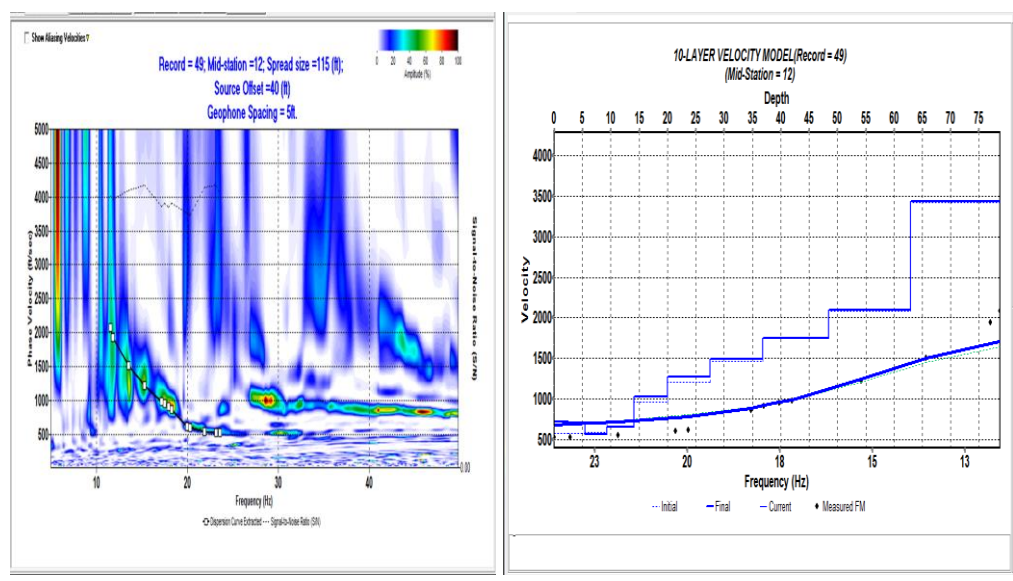 Show Aliasing Velocities ?
0 20 40 60 80 100
Amplitude (%)
Record = 49; Mid-station =12; Spread size =115 (ft);
Source Offset =40 (ft)
Geophone Spacing = 5ft.
5000
4500
4000
3500
3000
2500
2000
1500
1000
500
Phase Velocity (ft/sec)
Signal-to-Noise Ratio (S/N)
0.00
10 20 30 40
Frequency (Hz)
Dispersion Curve Extracted Signal-to-Noise Ratio (S/N)
10-LAYER VELOCITY MODEL(Record = 49)
(Mid-Station = 12)
Depth
0 5 10 15 20 25 30 35 40 45 50 55 60 65 70 75
4000
3500
3000
2500
2000
1500
1000
500
Velocity
23 20 18 15 13
Frequency (Hz)
Initial Final Current Measured FM